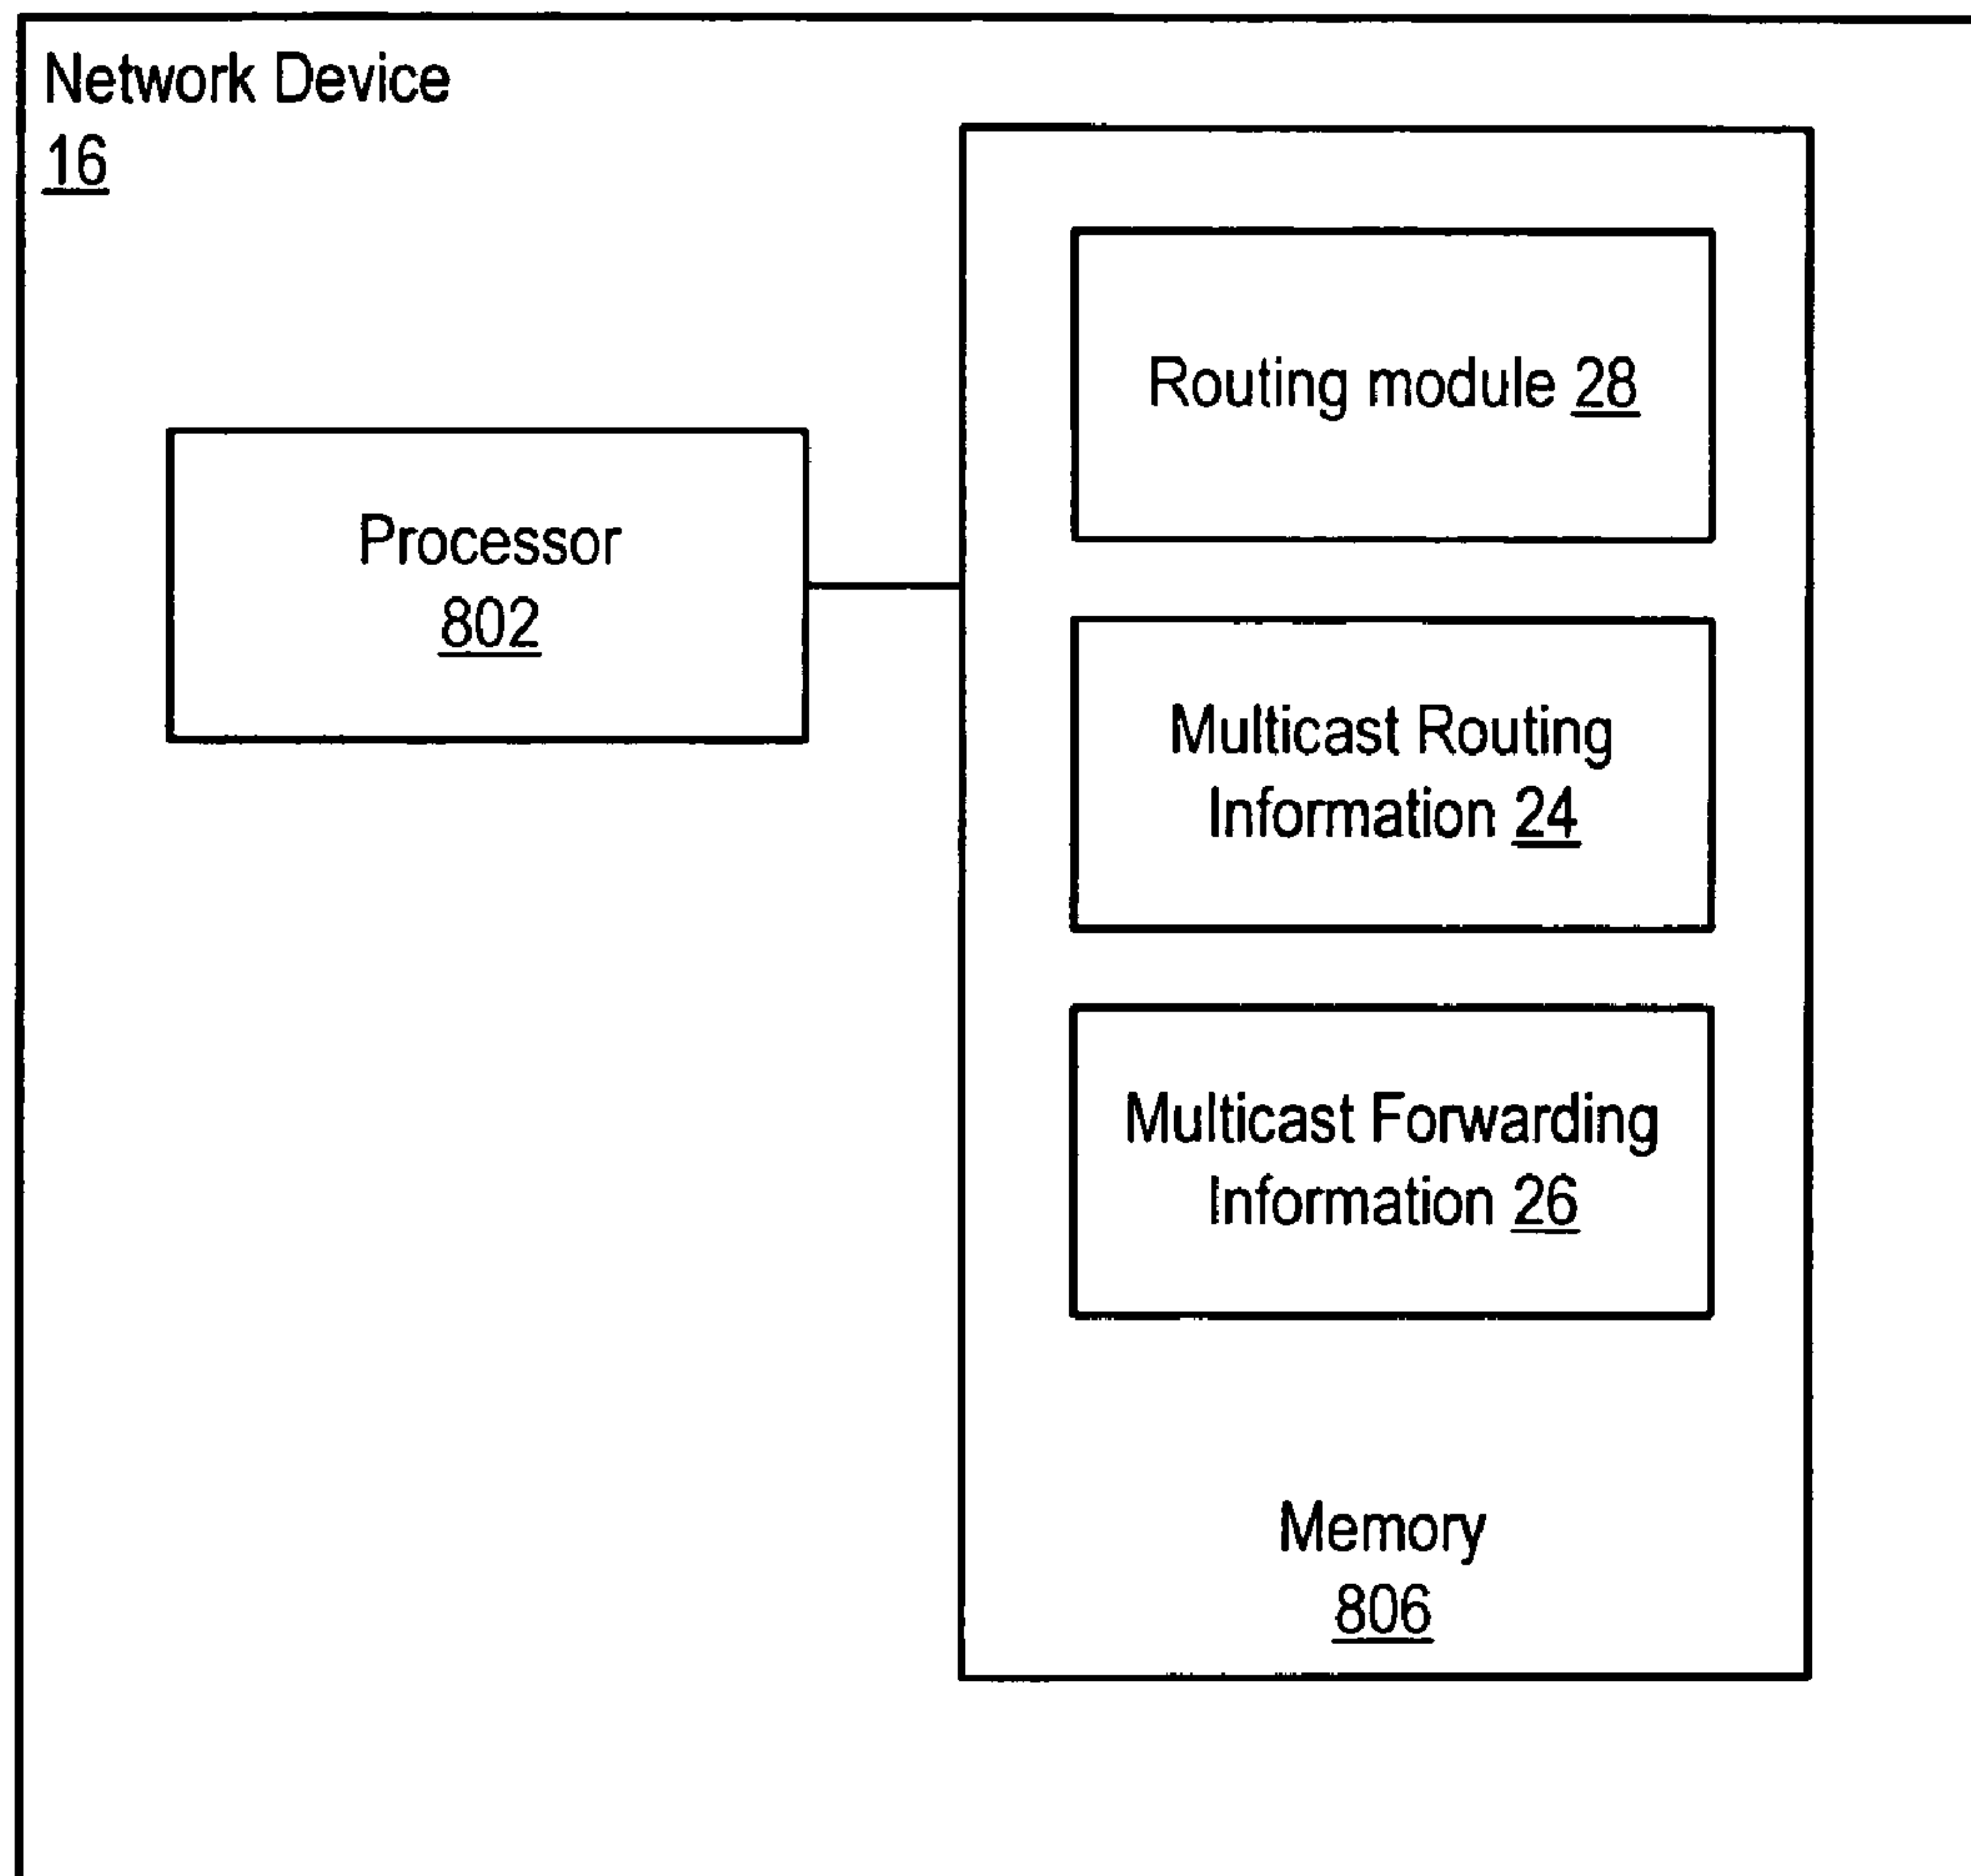 Network Device
16
Routing module 28
Processor
802
Multicast Routing
Information 24
Multicast Forwarding
Information 26
Memory
806